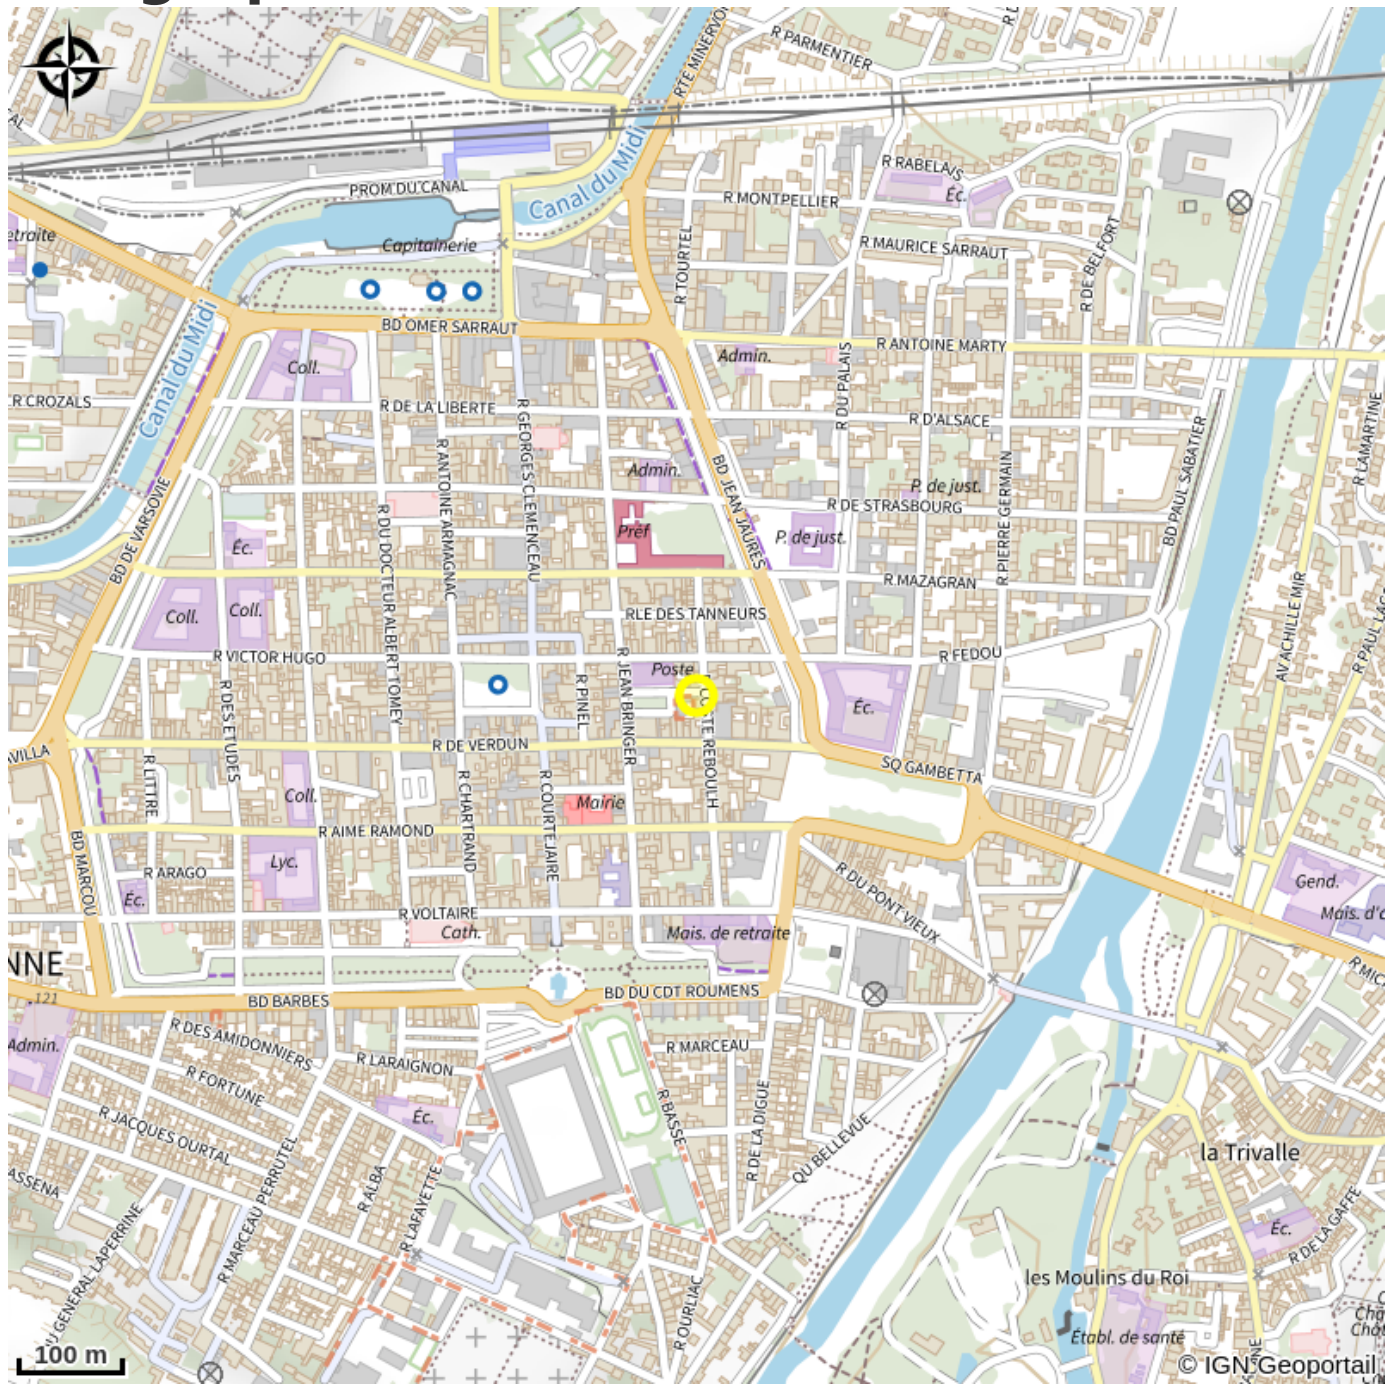 R PARMENTIER
RTE MINERVOI
AL
Canal du Midi
R RABELAIS
Éc.
PROM DU CANAL
R MONTPELLIER
etraite
Capitainerie
R TOURTEL
R MAURICE SARRAUT
R DE BELFORT
Canal du Midi
BD OMER SARRAUT
R ANTOINE MARTY
Coll.
Admin.
R DU PALAIS
R CROZALS
R DE LA LIBERTE
R GEORGES CLEMENCEAU
R D'ALSACE
R LAMARTINE
R ANTOINE ARMAGNAC
Admin.
BD JEAN JAURES
P. de just.
R PIERRE GERMAIN
BD PAUL SABATIER
BD DE VARSOVIE
R DU DOCTEUR ALBERT TOMEY
R DE STRASBOURG
Préf
P. de just.
Éc.
R MAZAGRAN
AV ACHILLE MIR
Coll.
Coll.
RLE DES TANNEURS
R VICTOR HUGO
R FEDOU
Poste
R DES ETUDES
R PINEL
R JEAN BRINGER
TE REBOULH
Éc.
AVILLA
R DE VERDUN
SQ GAMBETTA
R LITTRE
Coll.
R CHARTRAND
R COURTEJAIRE
Mairie
BD MARCOU
R AIME RAMOND
Lyc.
R ARAGO
R DU PONT VIEUX
Gend.
Éc.
R VOLTAIRE
Cath.
Mais. de retraite
Mais. d'a
NNE
BD BARBES
BD DU CDT ROUMENS
R MIC
121
R DES AMIDONNIERS
Admin.
R LARAIGNON
R MARCEAU
R FORTUNE
R JACQUES OURTAL
Éc.
R BASSE
R DE LA DIGUE
QU BELLEVUE
la Trivalle
ASSENA
R MARCEAU PERRUTEL
R ALBA
R LAFAYETTE
Éc.
R DE LA GAFFE
U GENERAL LAPERRINE
R OURLIAC
les Moulins du Roi
Établ. de santé
100 m
© IGN Geoportail